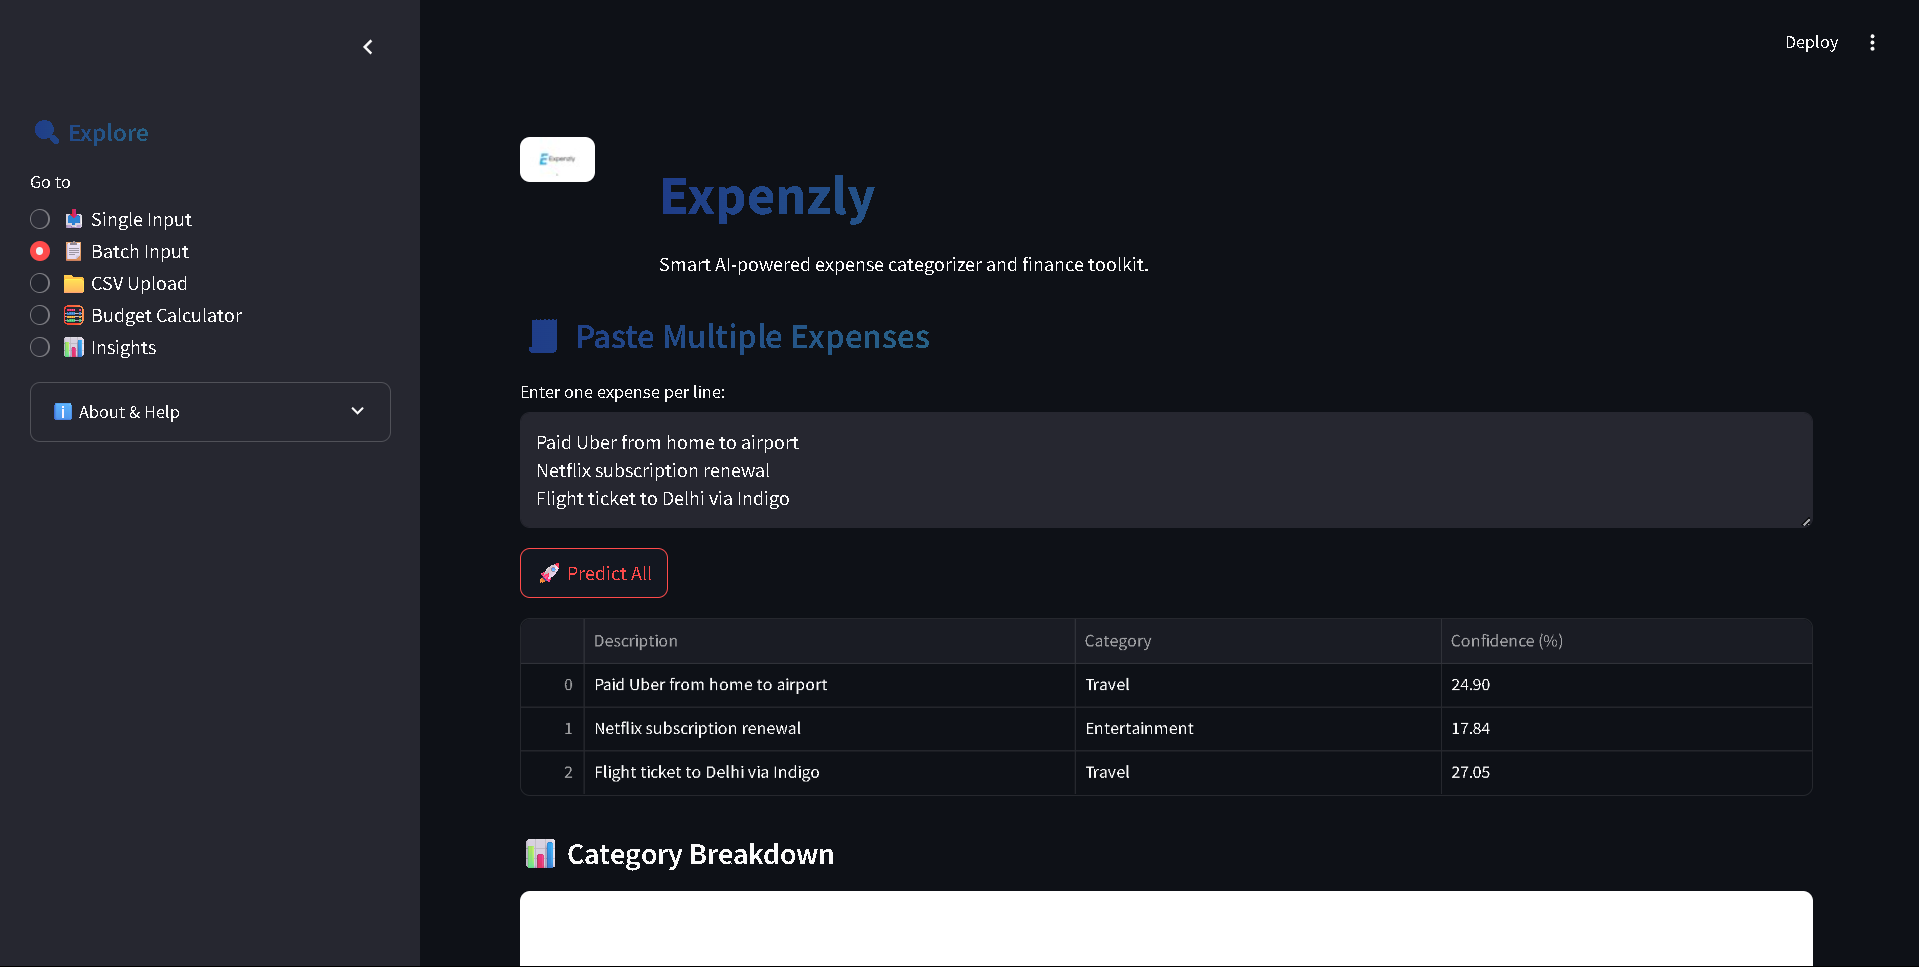 Deploy
Explore
Go to
Single Input
Batch Input
CSV Upload
Budget Calculator
Insights
About & Help
Expenzly
Expenzly
Smart AI-powered expense categorizer and finance toolkit.
Paste Multiple Expenses
Enter one expense per line:
Paid Uber from home to airport
Netflix subscription renewal
Flight ticket to Delhi via Indigo
Predict All
Description Category Confidence (%)
0 Paid Uber from home to airport Travel 24.90
1 Netflix subscription renewal Entertainment 17.84
2 Flight ticket to Delhi via Indigo Travel 27.05
Category Breakdown